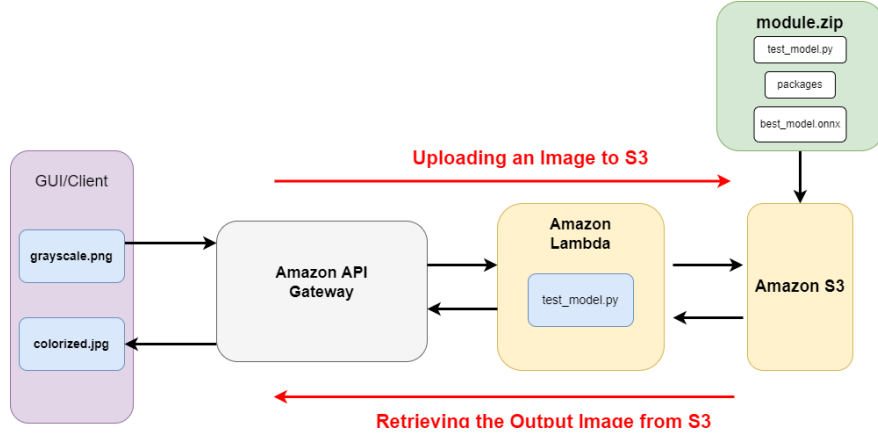 module.zip
test_model.py
packages
best_model.onnx
Uploading an Image to S3
GUI/Client
grayscale.png
colorized.jpg
Amazon API
Gateway
Amazon
Lambda
test_model.py
Amazon S3
Retrieving the Output Image from S3